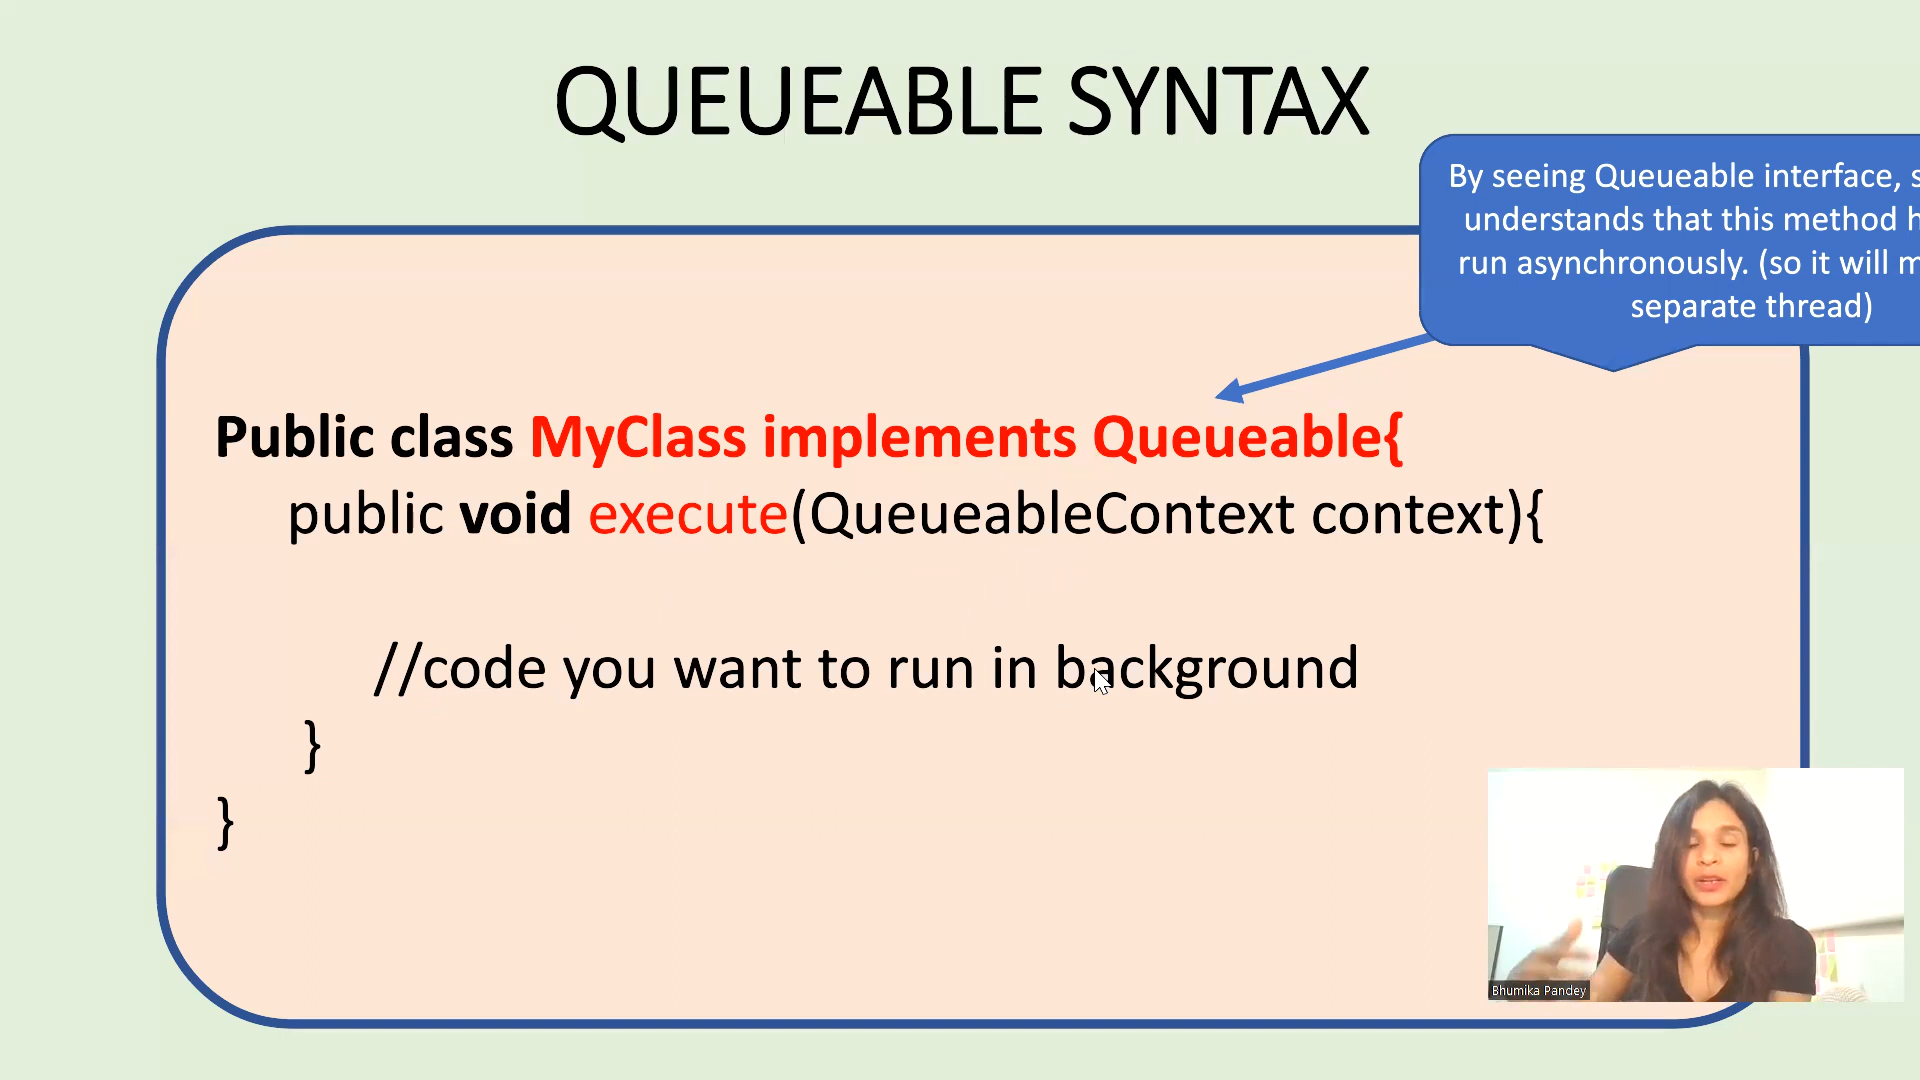 QUEUEABLE SYNTAX
By seeing Queueable interface,
understands that this method
run asynchronously. (so it will
separate thread)
Public class MyClass implements Queueable{
public void execute(QueueableContext context){
//code you want to run in background
}
}
Bhumika Pandey